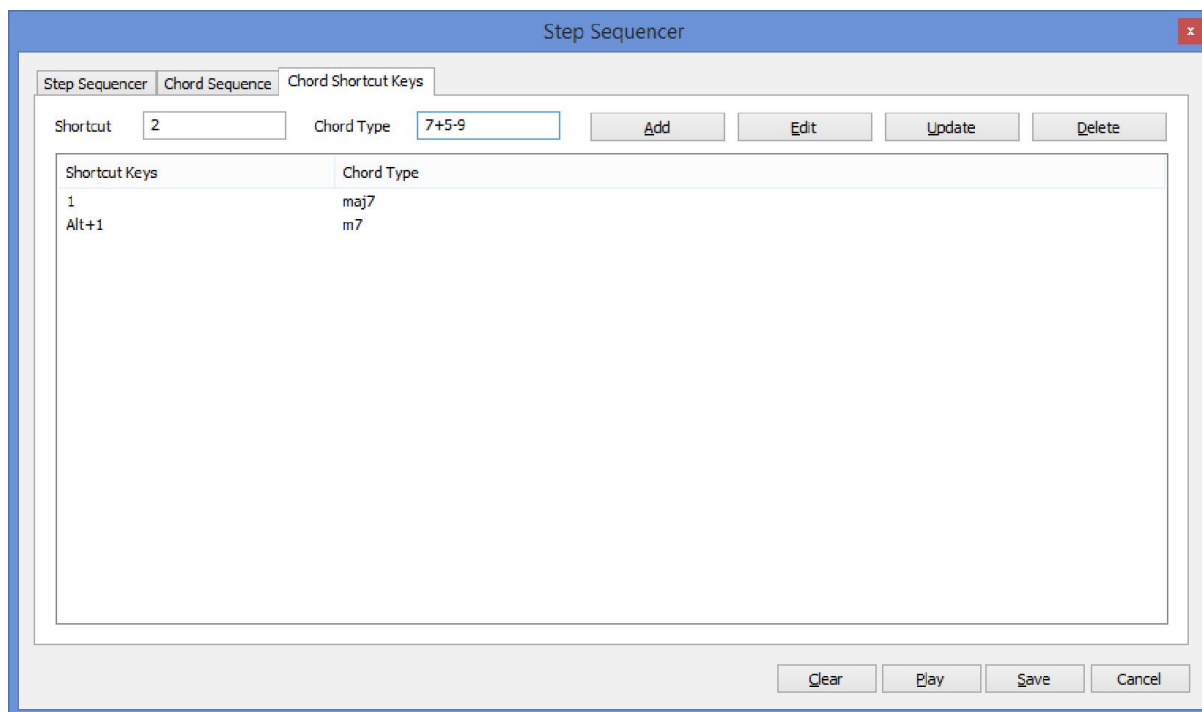 Step Sequencer
x
Step Sequencer Chord Sequence Chord Shortcut Keys
Shortcut 2 Chord Type 7+5-9 Add Edit Update Delete
Shortcut Keys Chord Type
1 maj7
Alt+1 m7
Clear Play Save Cancel